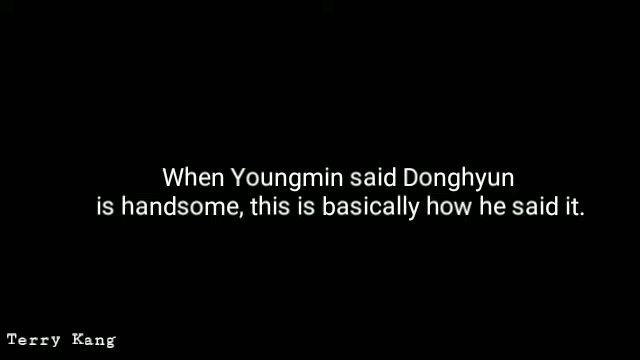 When Youngmin said Donghyun
is handsome, this is basically how he said it.
Terry Kang